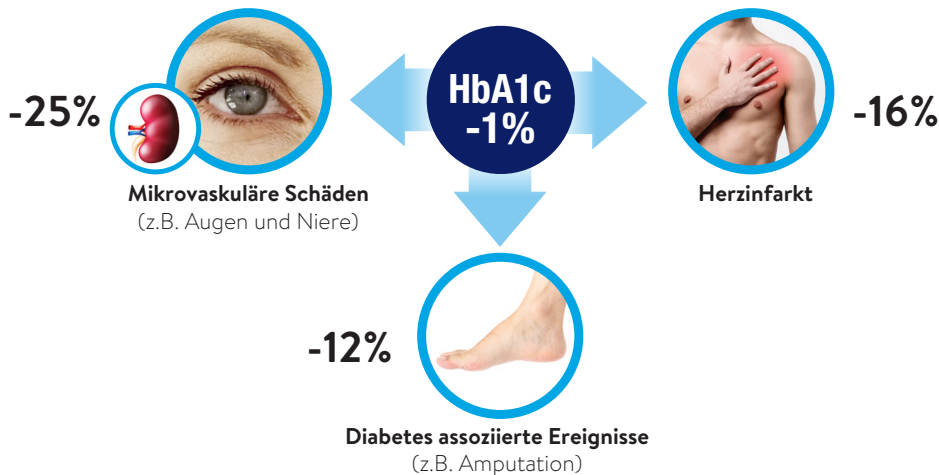 HbA1c
-1%
-25%
Mikrovaskuläre Schäden
(z.B. Augen und Niere)
-16%
Herzinfarkt
-12%
Diabetes assoziierte Ereignisse
(z.B. Amputation)